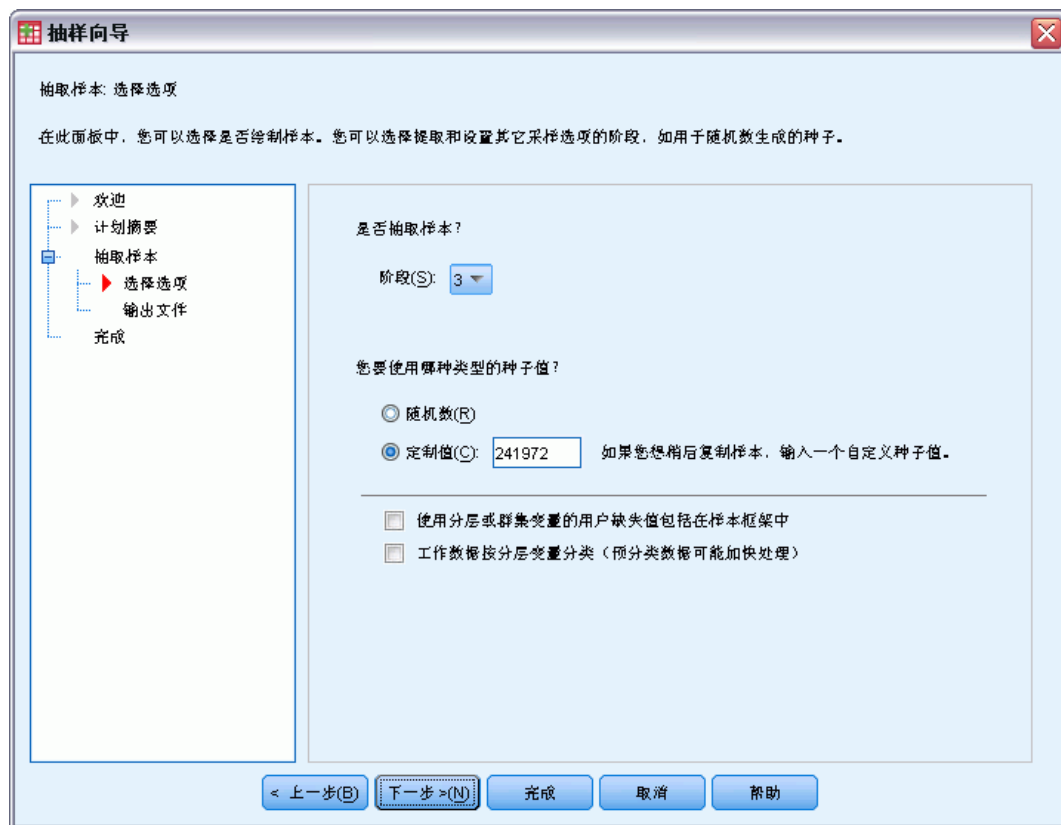 抽样向导
抽取样本: 选择选项
在此面板中，您可以选择是否绘制样本。您可以选择提取和设置其它采样选项的阶段，如用于随机数生成的种子。
欢迎
计划摘要
抽取样本
选择选项
输出文件
完成
是否抽取样本?
阶段(S): 3
您要使用哪种类型的种子值?
随机数(R)
定制值(C): 241972 如果您想稍后复制样本，输入一个自定义种子值。
使用分层或群集变量的用户缺失值包括在样本框架中
工作数据按分层变量分类（预分类数据可能加快处理）
< 上一步(B) 下一步 >(N) 完成 取消 帮助